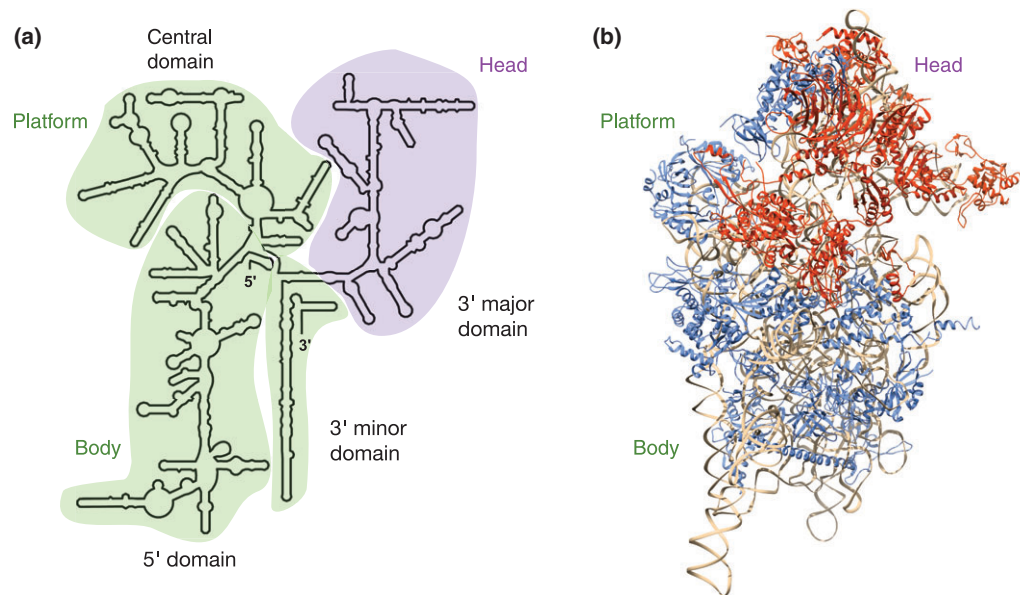 (a)
Central
domain
Head
Platform
5'
3'
3' major
domain
3' minor
domain
Body
5' domain
(b)
Head
Platform
Body